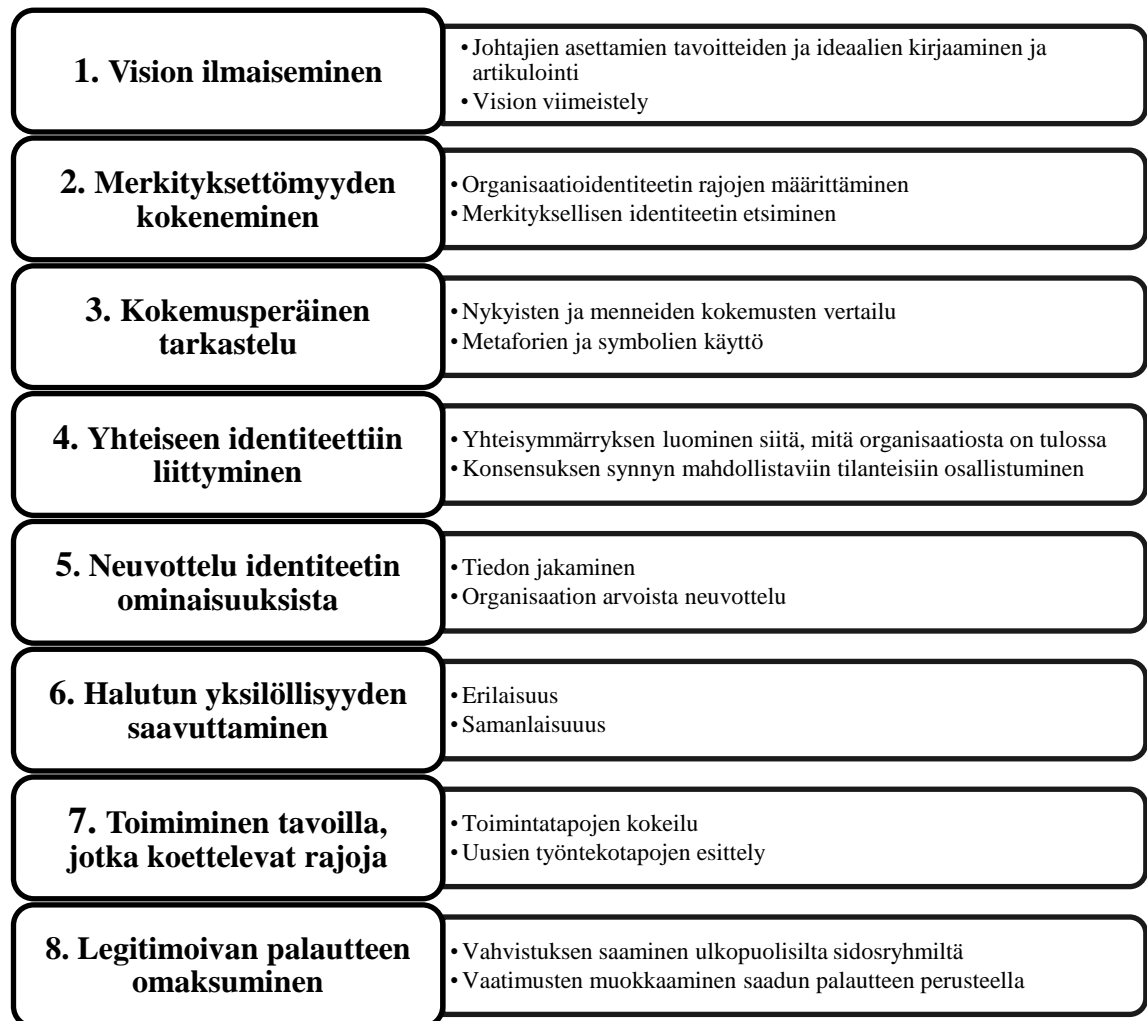 1. Vision ilmaiseminen
• Johtajien asettamien tavoitteiden ja ideaalien kirjaaminen ja
artikulointi
• Vision viimeistely
2. Merkityksettömyyden
kokeneminen
• Organisaatioidentiteetin rajojen määrittäminen
• Merkityksellisen identiteetin etsiminen
3. Kokemusperäinen
tarkastelu
• Nykyisten ja menneiden kokemusten vertailu
• Metaforien ja symbolien käyttö
4. Yhteiseen identiteettiin
liittyminen
• Yhteisymmärryksen luominen siitä, mitä organisaatiosta on tulossa
• Konsensuksen synnyn mahdollistaviin tilanteisiin osallistuminen
5. Neuvottelu identiteetin
ominaisuuksista
• Tiedon jakaminen
• Organisaation arvoista neuvottelu
6. Halutun yksilöllisyyden
saavuttaminen
• Erilaisuus
• Samanlaisuuus
7. Toimiminen tavoilla,
jotka koettelevat rajoja
• Toimintatapojen kokeilu
• Uusien työntekotapojen esittely
8. Legitimoivan palautteen
omaksuminen
• Vahvistuksen saaminen ulkopuolisilta sidosryhmiltä
• Vaatimusten muokkaaminen saadun palautteen perusteella